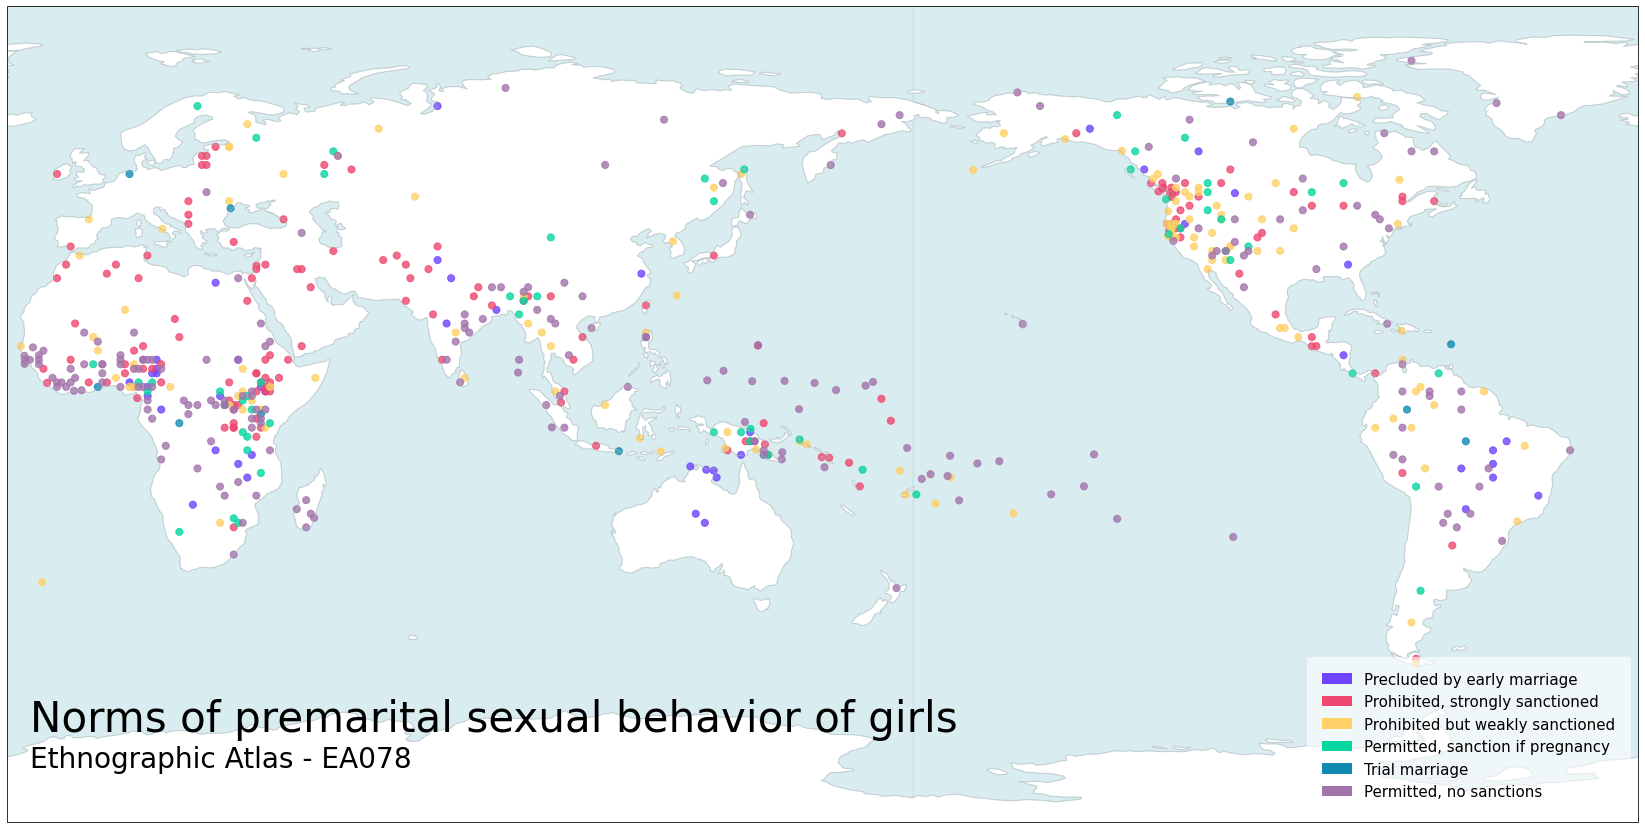 Norms of premarital sexual behavior of girls
Ethnographic Atlas - EA078
Precluded by early marriage
Prohibited, strongly sanctioned
Prohibited but weakly sanctioned
Permitted, sanction if pregnancy
Trial marriage
Permitted, no sanctions